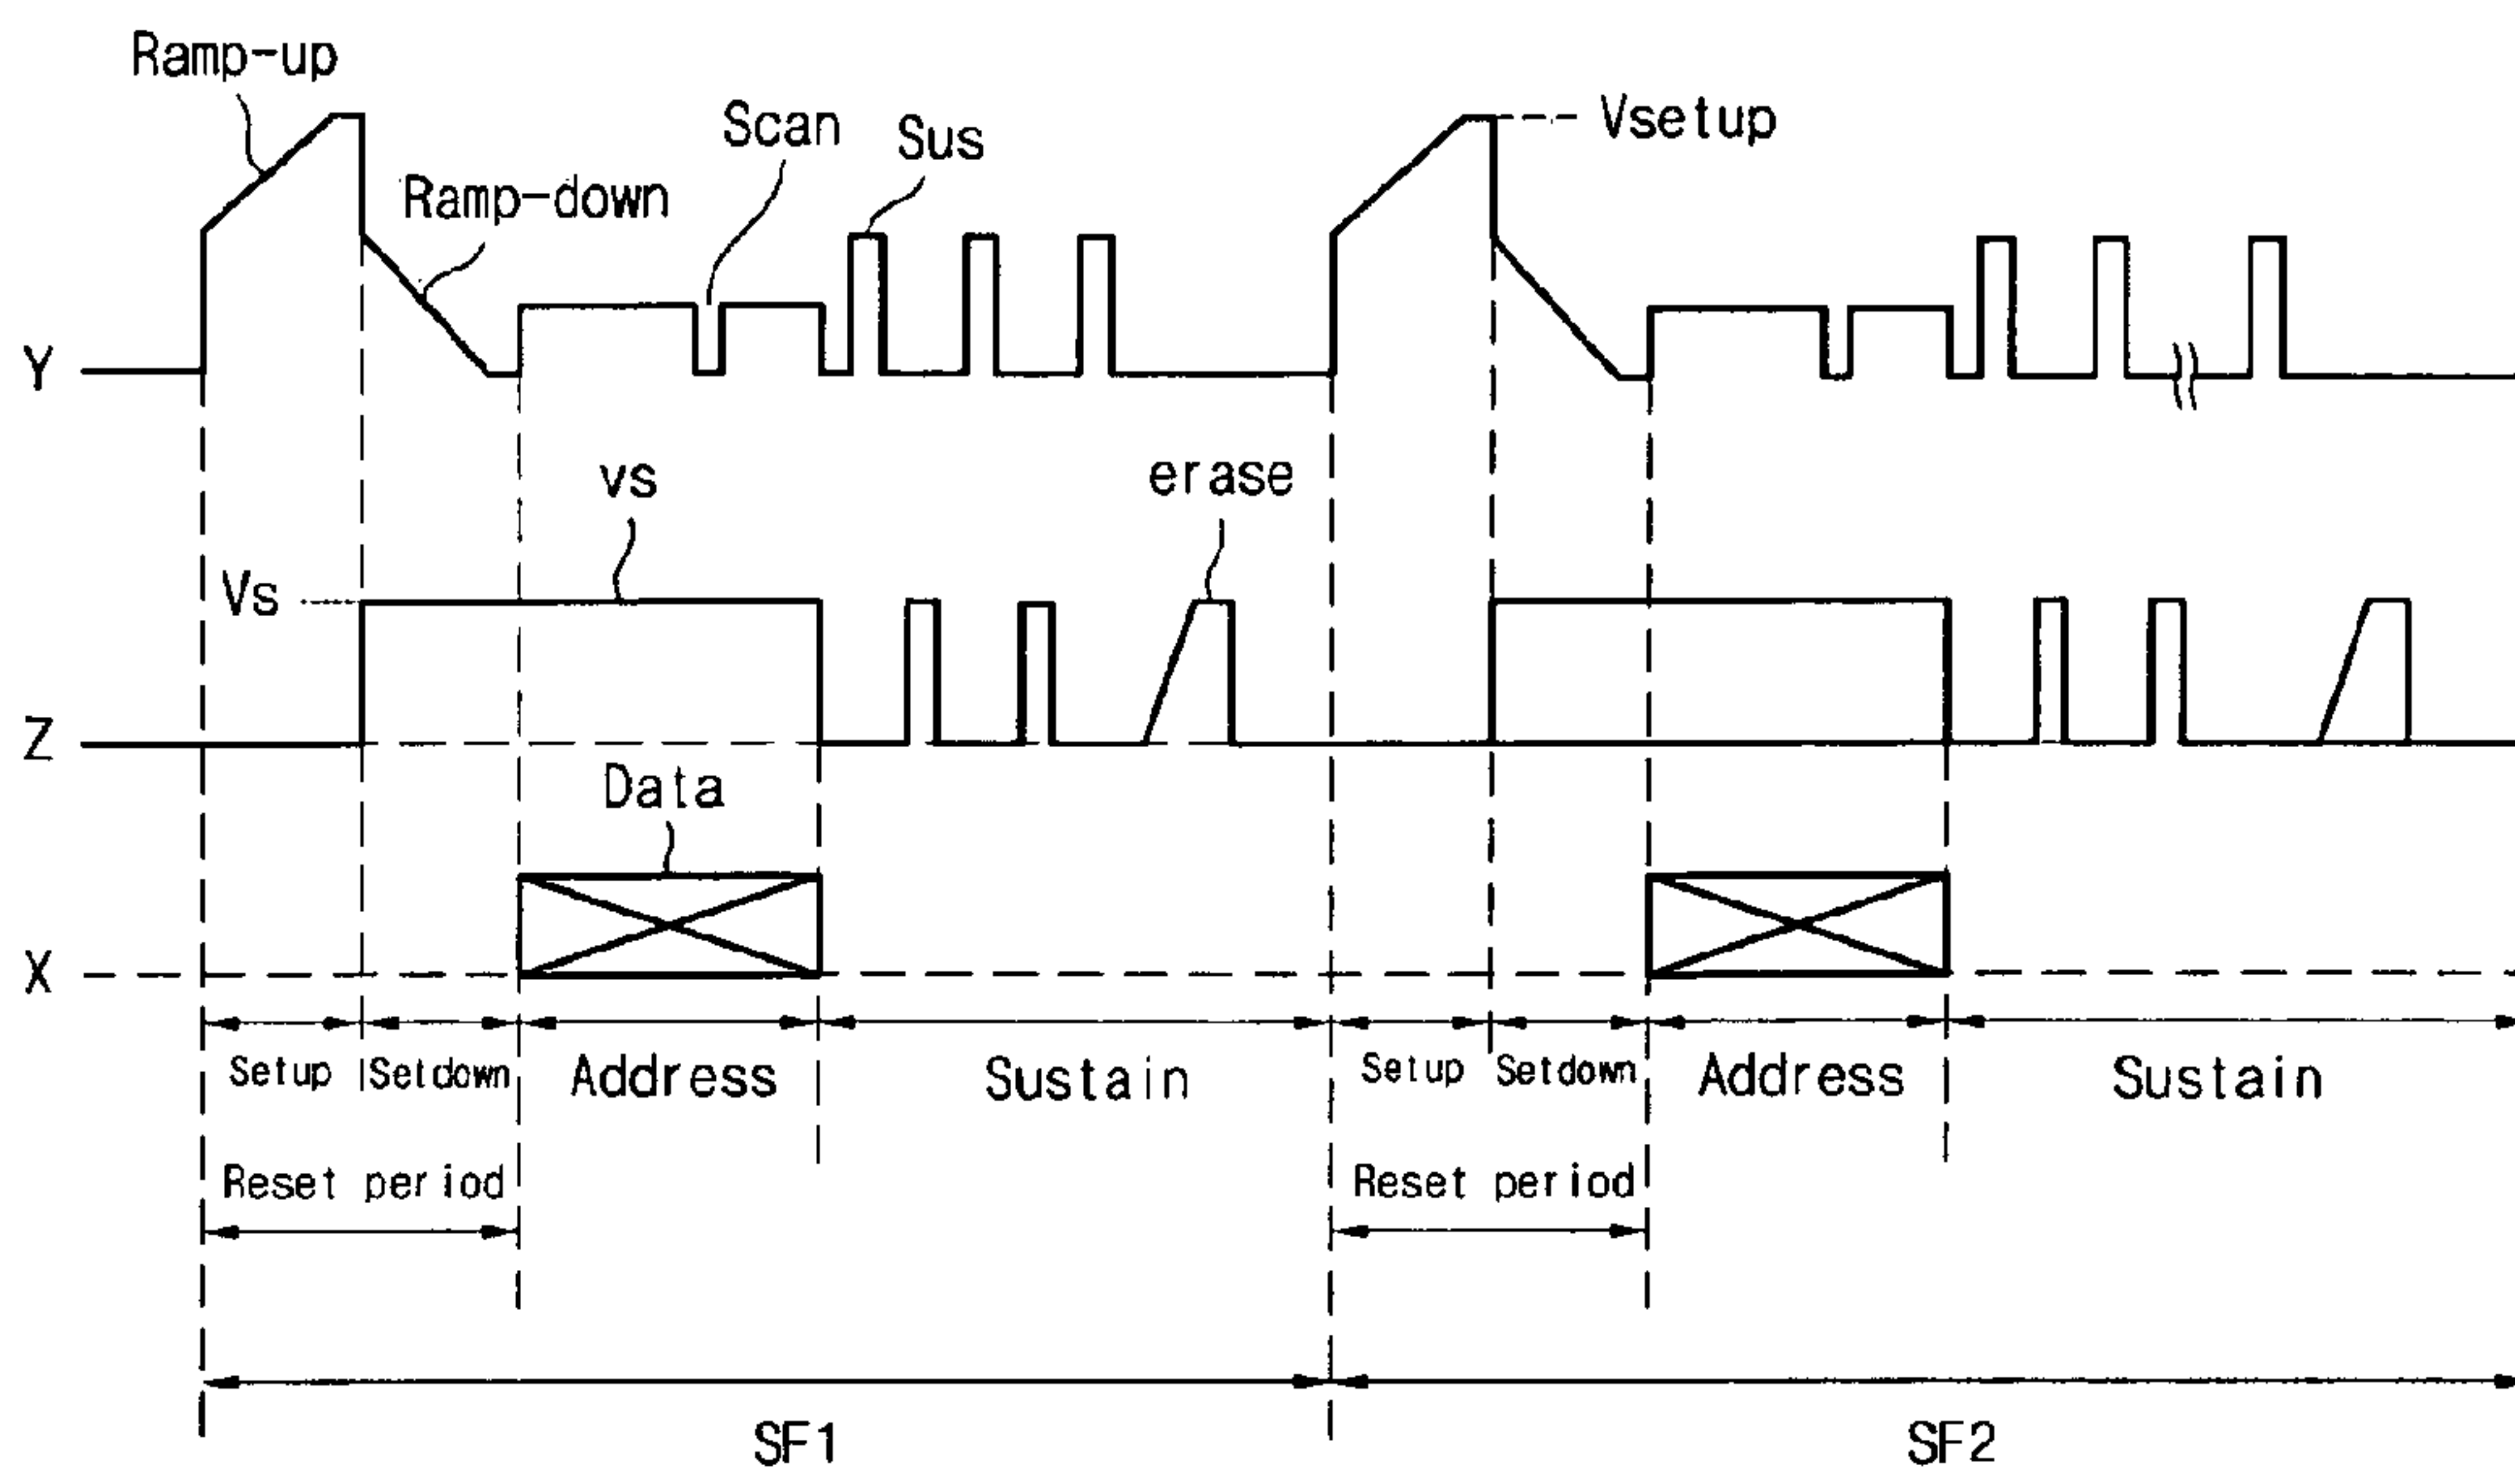 Ramp-up
Scan
Sus
Vsetup
Ramp-down
Y
vs
erase
Vs
Z
Data
X
Setup Setdown Address Sustain Setup Setdown Address Sustain
Reset period Reset period
SF1 SF2